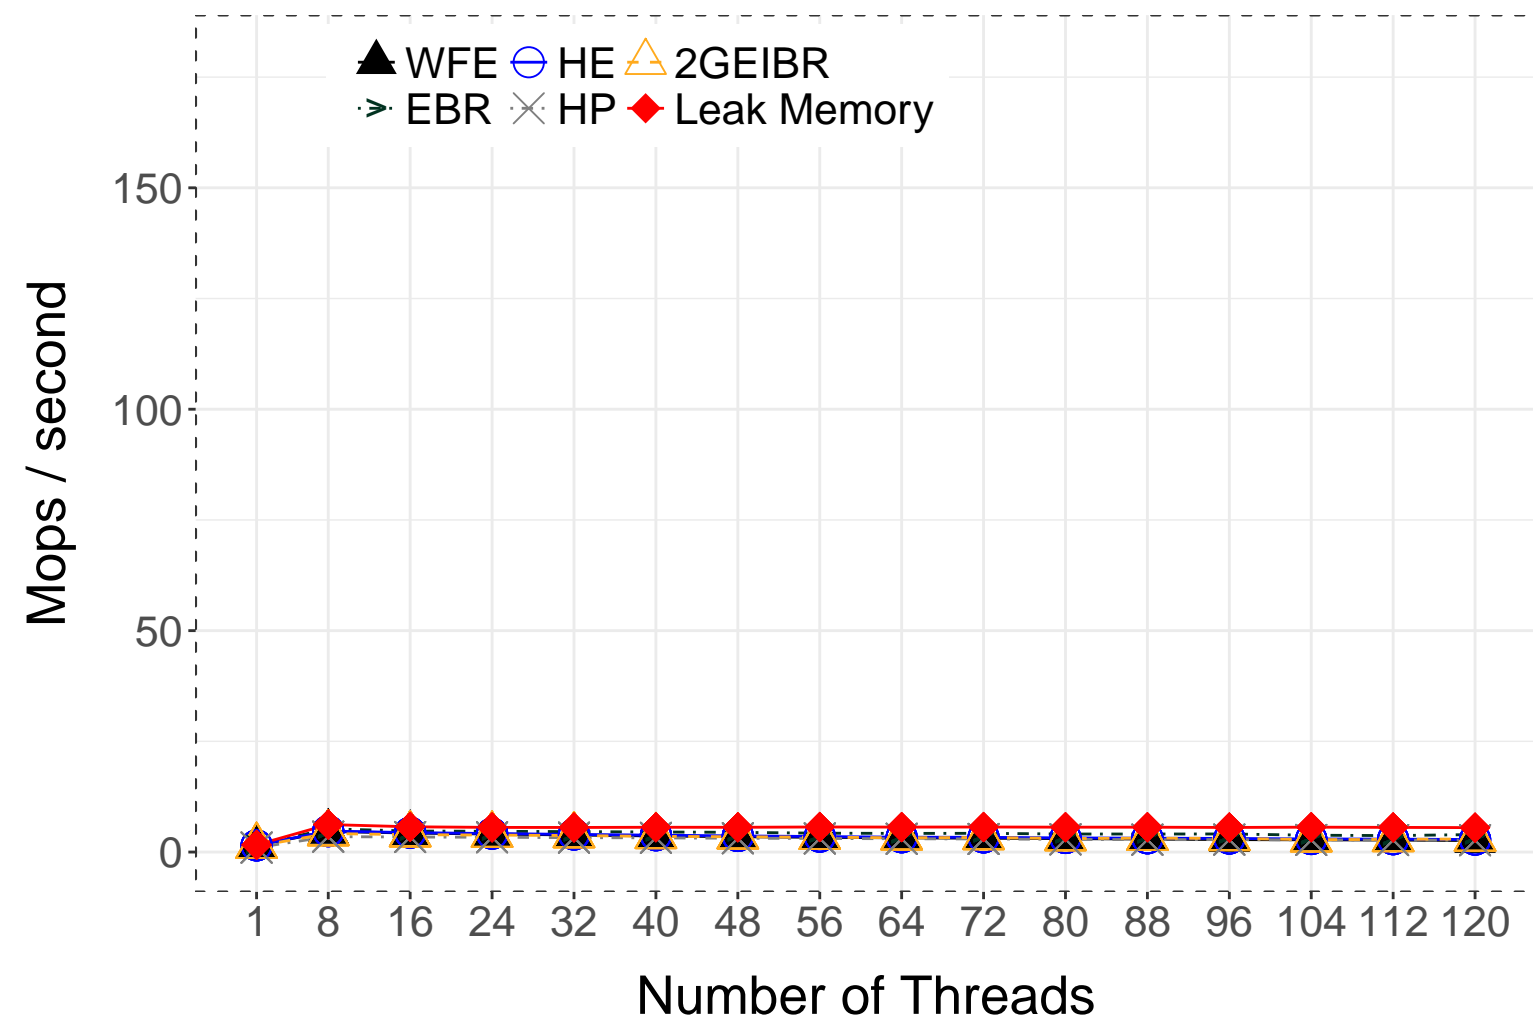 WFE HE 2GEIBR
EBR HP Leak Memory
150
100
50
0
Mops / second
1 8 16 24 32 40 48 56 64 72 80 88 96 104 112 120
Number of Threads